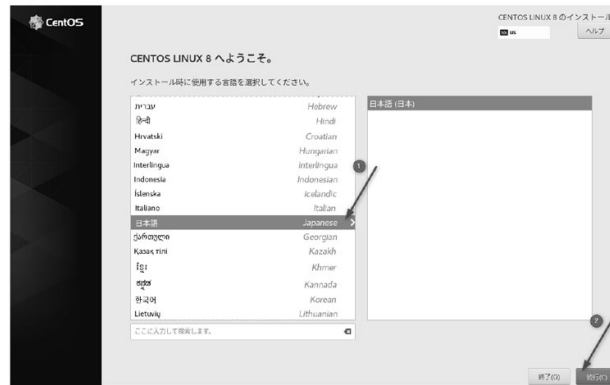 CentOS
CENTOS LINUX 8 のインストール
us
ヘルプ
CENTOS LINUX 8 へようこそ。
インストール時に使用する言語を選択してください。
עברית Hebrew
हिन्दी Hindi
Hrvatski Croatian
Magyar Hungarian
Interlingua Interlingua
Indonesia Indonesian
Íslenska Icelandic
Italiano Italian
日本語 Japanese
ქართული Georgian
Kazakh
ខ្មែរ Khmer
ಕನ್ನಡ Kannada
한국어 Korean
Lietuvių Lithuanian
日本語 (日本)
1
ここに入力して検索します。
2
終了(Q)
続行(C)